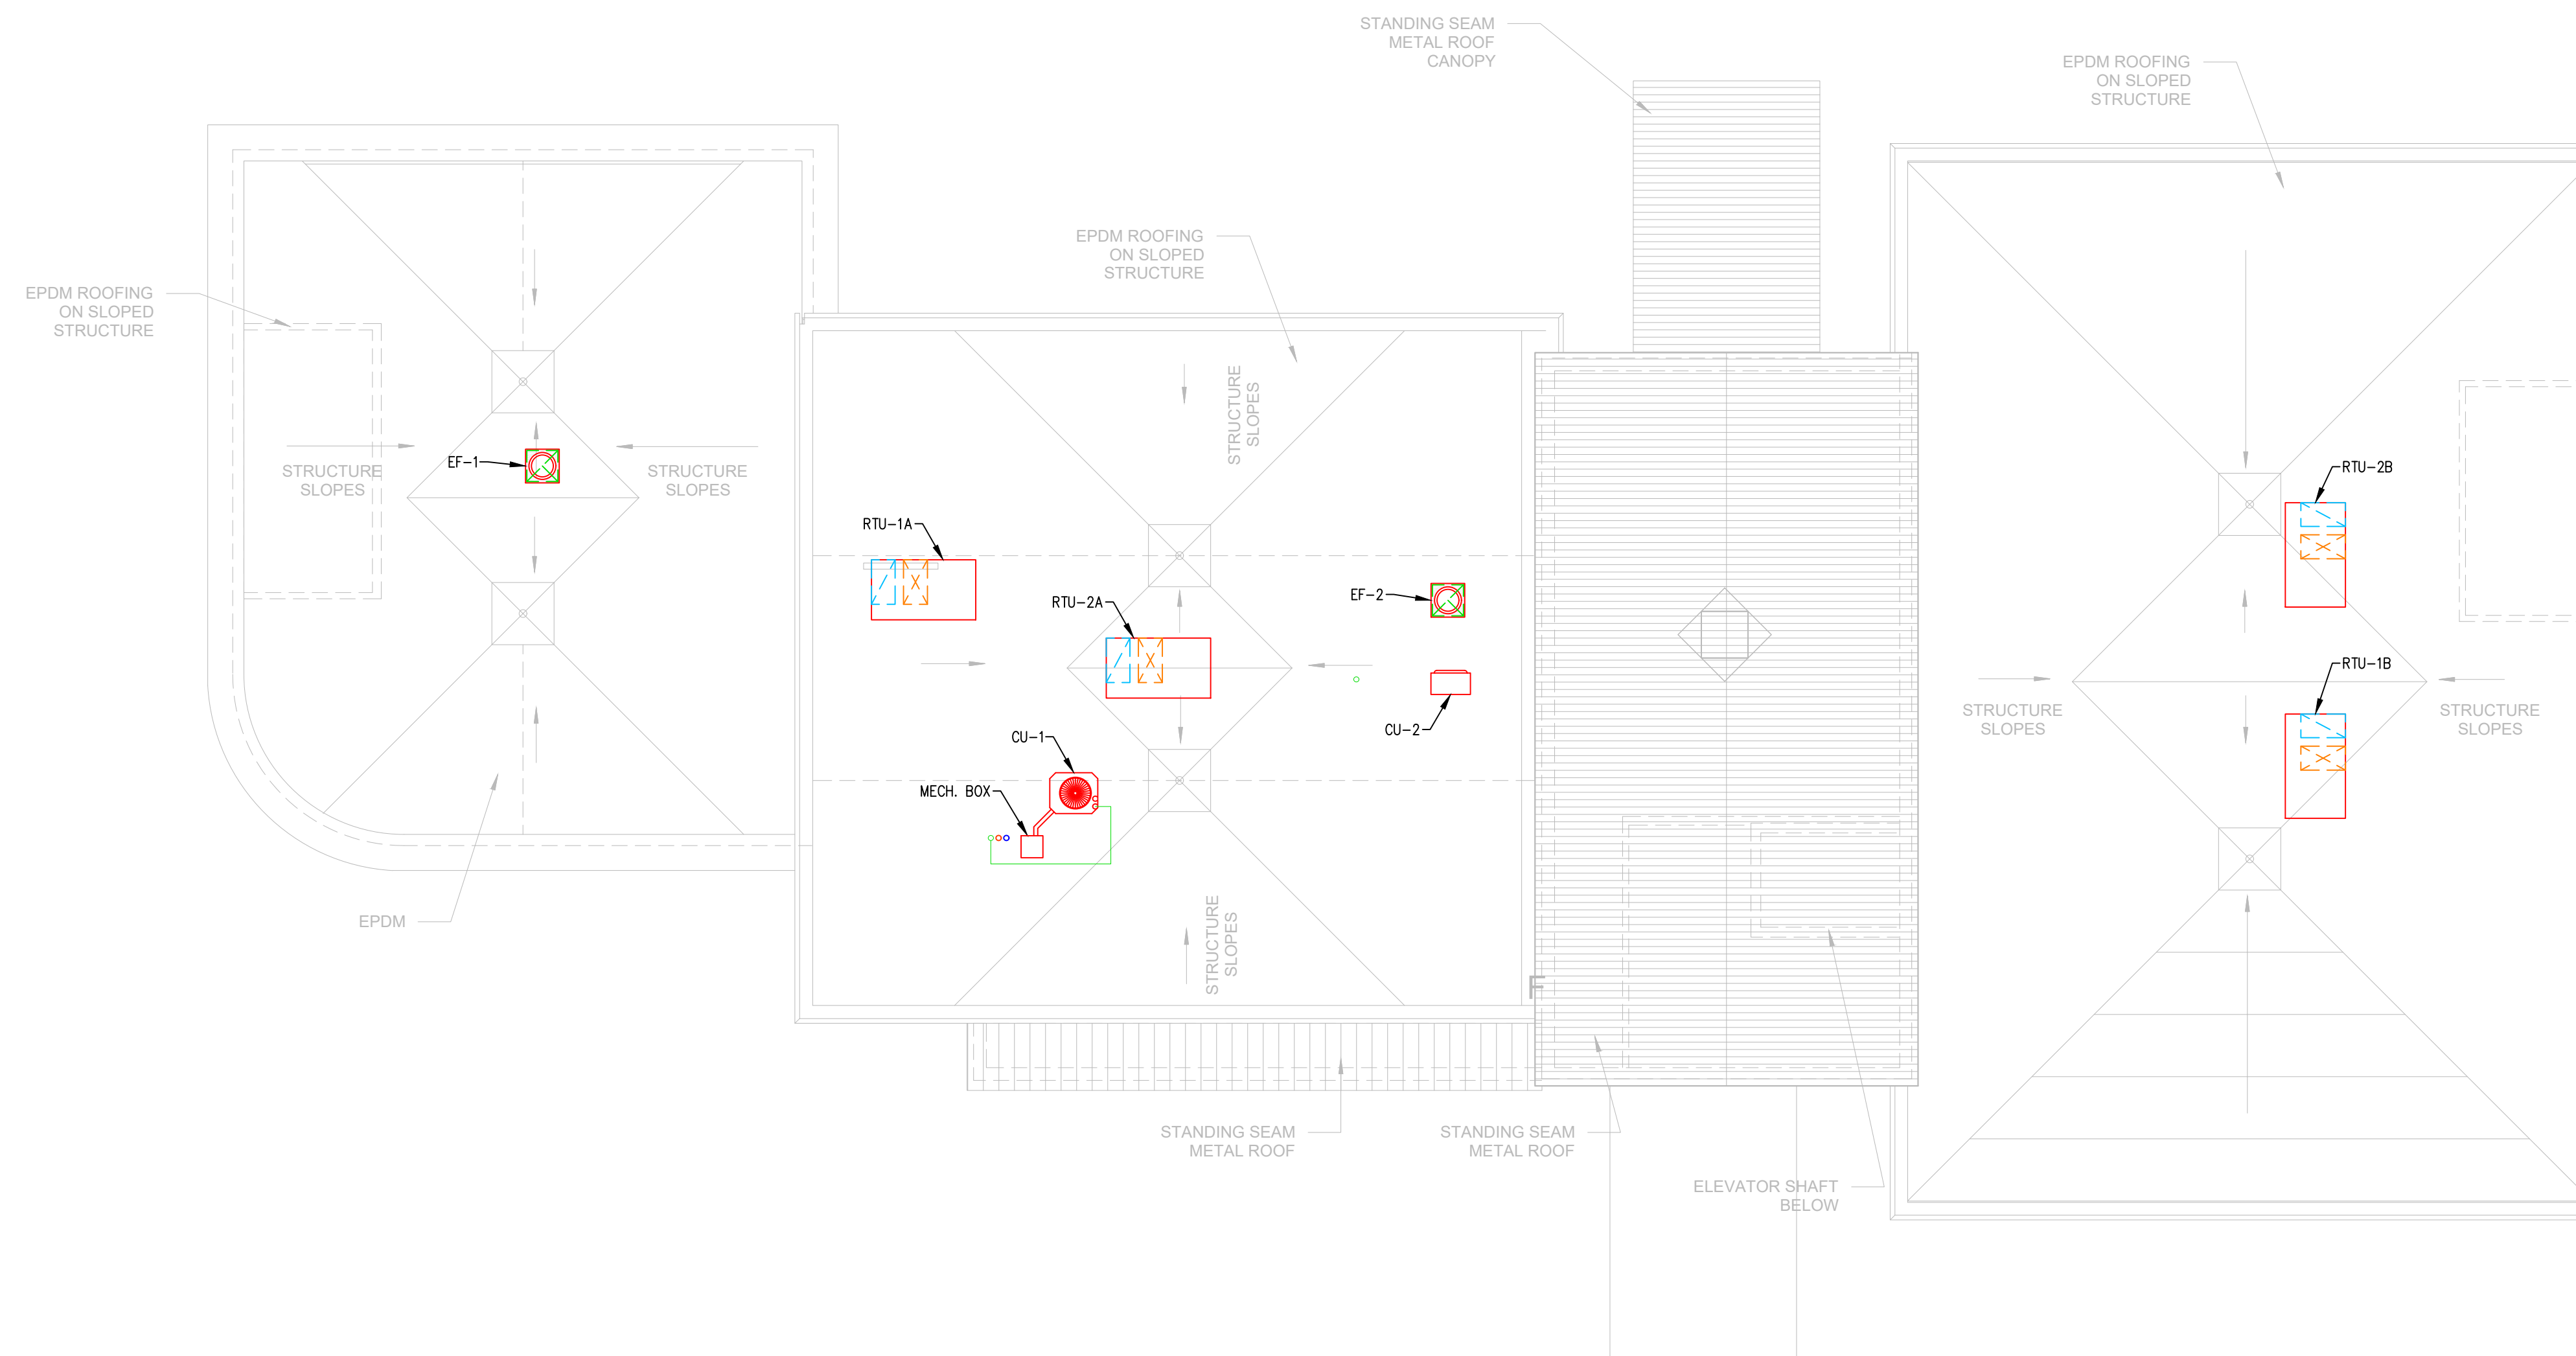 STANDING SEAM
METAL ROOF
CANOPY
EPDM ROOFING
ON SLOPED
STRUCTURE
EPDM ROOFING
ON SLOPED
STRUCTURE
EPDM ROOFING
ON SLOPED
STRUCTURE
STRUCTURE
SLOPES
EF-1
STRUCTURE
SLOPES
STRUCTURE
SLOPES
RTU-2B
RTU-1A
RTU-2A
EF-2
RTU-1B
CU-1
CU-2
STRUCTURE
SLOPES
STRUCTURE
SLOPES
MECH. BOX
EPDM
STRUCTURE
SLOPES
F
STANDING SEAM
METAL ROOF
STANDING SEAM
METAL ROOF
ELEVATOR SHAFT
BELOW